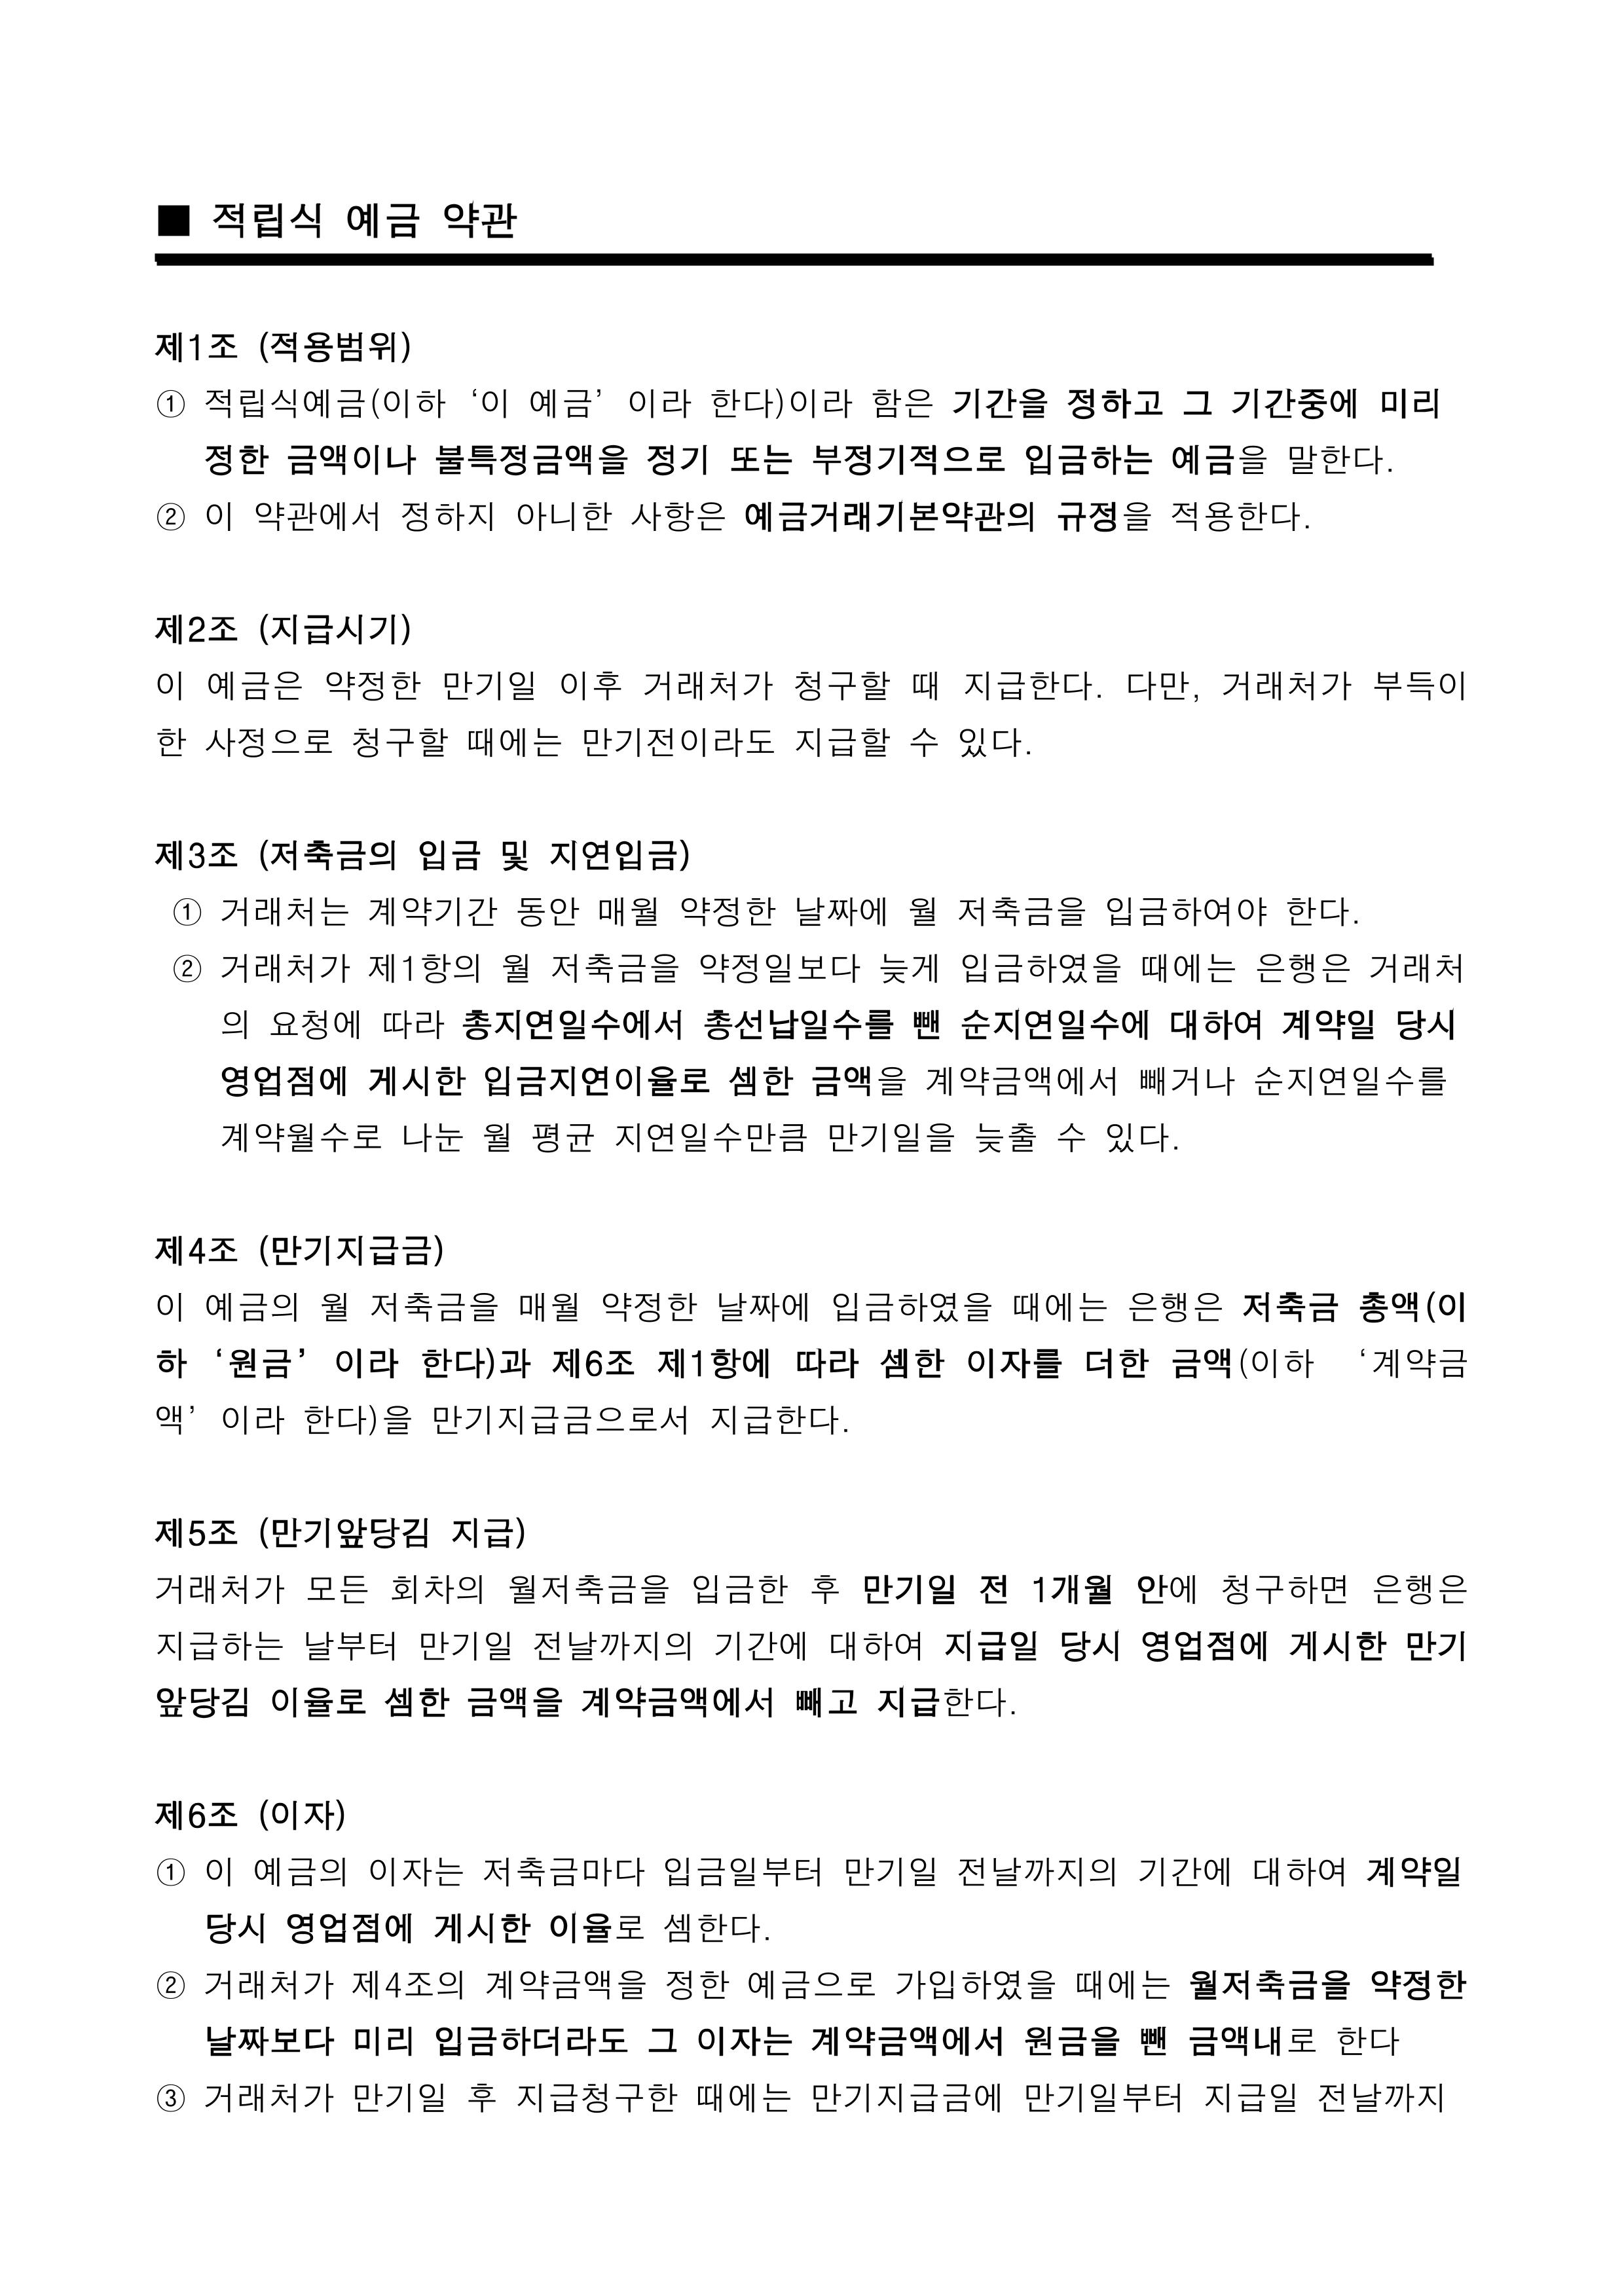 ■ 적립식 예금 약관
제1조 (적용범위)
① 적립식예금(이하 ‘이 예금’ 이라 한다)이라 함은 기간을 정하고 그 기간중에 미리
정한 금액이나 불특정금액을 정기 또는 부정기적으로 입금하는 예금을 말한다.
② 이 약관에서 정하지 아니한 사항은 예금거래기본약관의 규정을 적용한다.
제2조 (지급시기)
이 예금은 약정한 만기일 이후 거래처가 청구할 때 지급한다. 다만, 거래처가 부득이
한 사정으로 청구할 때에는 만기전이라도 지급할 수 있다.
제3조 (저축금의 입금 및 지연입금)
① 거래처는 계약기간 동안 매월 약정한 날짜에 월 저축금을 입금하여야 한다.
② 거래처가 제1항의 월 저축금을 약정일보다 늦게 입금하였을 때에는 은행은 거래처
의 요청에 따라 총지연일수에서 총선납일수를 뺀 순지연일수에 대하여 계약일 당시
영업점에 게시한 입금지연이율로 셈한 금액을 계약금액에서 빼거나 순지연일수를
계약월수로 나눈 월 평균 지연일수만큼 만기일을 늦출 수 있다.
제4조 (만기지급금)
이 예금의 월 저축금을 매월 약정한 날짜에 입금하였을 때에는 은행은 저축금 총액(이
하 ‘원금’ 이라 한다)과 제6조 제1항에 따라 셈한 이자를 더한 금액(이하 ‘계약금
액’ 이라 한다)을 만기지급금으로서 지급한다.
제5조 (만기앞당김 지급)
거래처가 모든 회차의 월저축금을 입금한 후 만기일 전 1개월 안에 청구하면 은행은
지급하는 날부터 만기일 전날까지의 기간에 대하여 지급일 당시 영업점에 게시한 만기
앞당김 이율로 셈한 금액을 계약금액에서 빼고 지급한다.
제6조 (이자)
① 이 예금의 이자는 저축금마다 입금일부터 만기일 전날까지의 기간에 대하여 계약일
당시 영업점에 게시한 이율로 셈한다.
② 거래처가 제4조의 계약금액을 정한 예금으로 가입하였을 때에는 월저축금을 약정한
날짜보다 미리 입금하더라도 그 이자는 계약금액에서 원금을 뺀 금액내로 한다
③ 거래처가 만기일 후 지급청구한 때에는 만기지급금에 만기일부터 지급일 전날까지